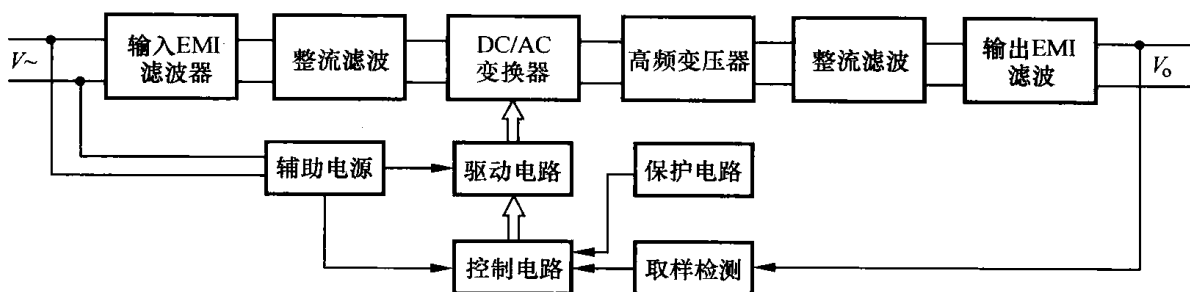 V~
输入EMI
滤波器
整流滤波
DC/AC
变换器
高频变压器
整流滤波
输出EMI
滤波
Vo
辅助电源
驱动电路
保护电路
控制电路
取样检测